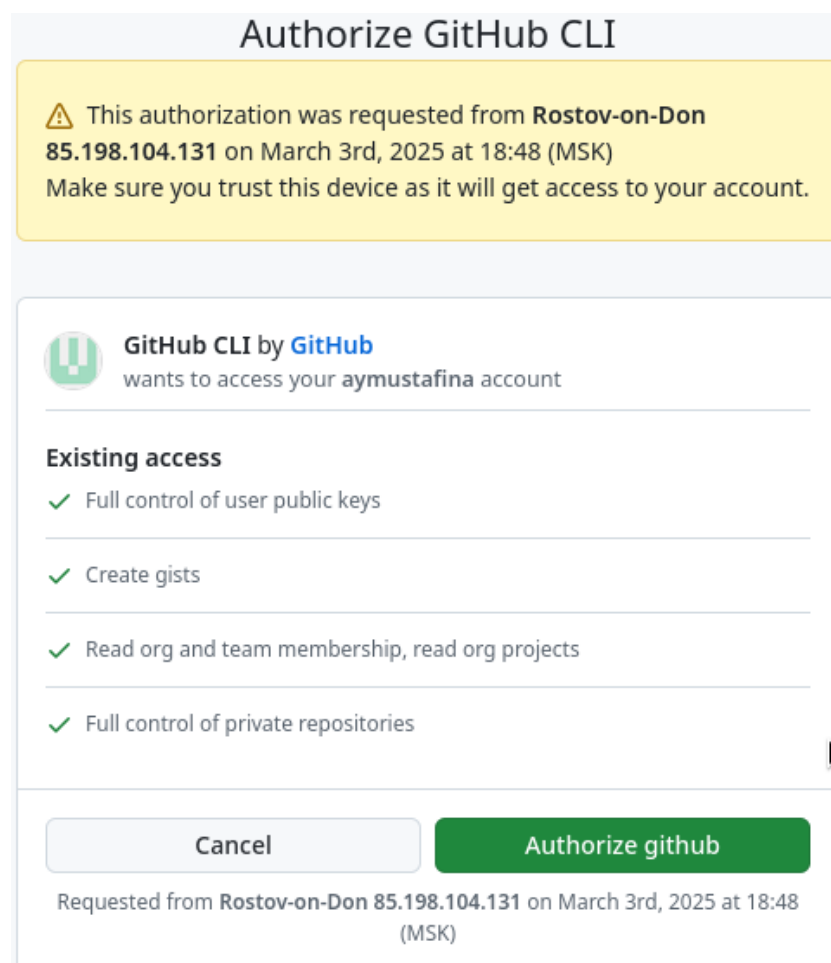 Authorize GitHub CLI
This authorization was requested from Rostov-on-Don
85.198.104.131 on March 3rd, 2025 at 18:48 (MSK)
Make sure you trust this device as it will get access to your account.
GitHub CLI by GitHub
wants to access your aymustafina account
Existing access
Full control of user public keys
Create gists
Read org and team membership, read org projects
Full control of private repositories
Cancel
Authorize github
Requested from Rostov-on-Don 85.198.104.131 on March 3rd, 2025 at 18:48
(MSK)